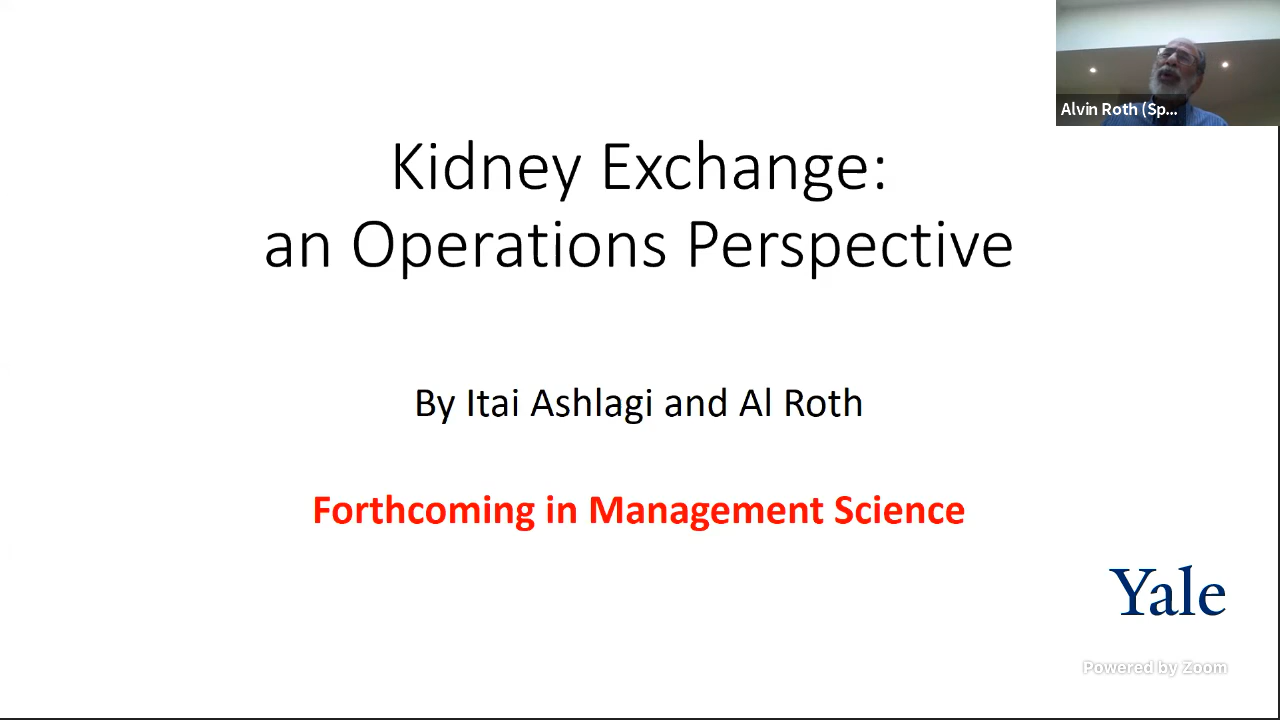 Alvin Roth (Sp...
Kidney Exchange:
an Operations Perspective
By Itai Ashlagi and Al Roth
Forthcoming in Management Science
Yale
Powered by Zoom